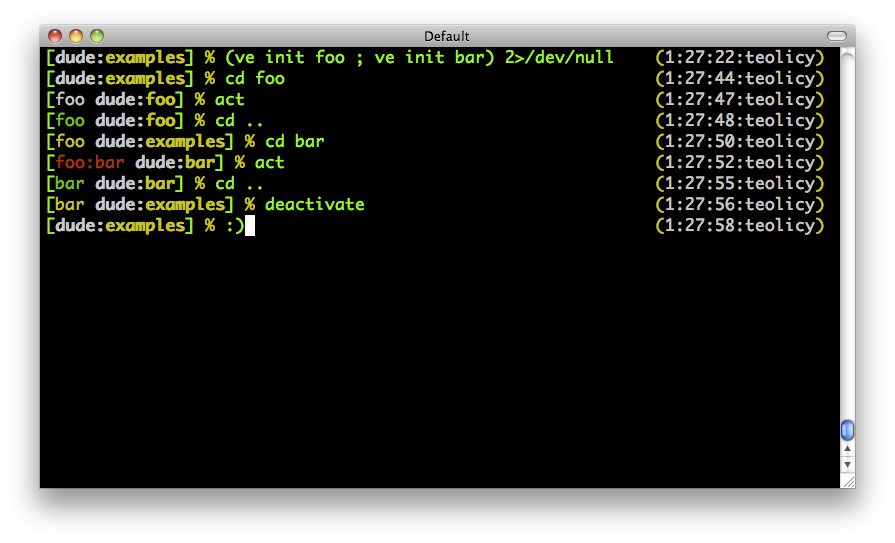 Default
[dude:examples] % (ve init foo ; ve init bar) 2>/dev/null (1:27:22:teolicy)
[dude:examples] % cd foo (1:27:44:teolicy)
[foo dude:foo] % act (1:27:47:teolicy)
[foo dude:foo] % cd .. (1:27:48:teolicy)
[foo dude:examples] % cd bar (1:27:50:teolicy)
[foo:bar dude:bar] % act (1:27:52:teolicy)
[bar dude:bar] % cd .. (1:27:55:teolicy)
[bar dude:examples] % deactivate (1:27:56:teolicy)
[dude:examples] % :) (1:27:58:teolicy)